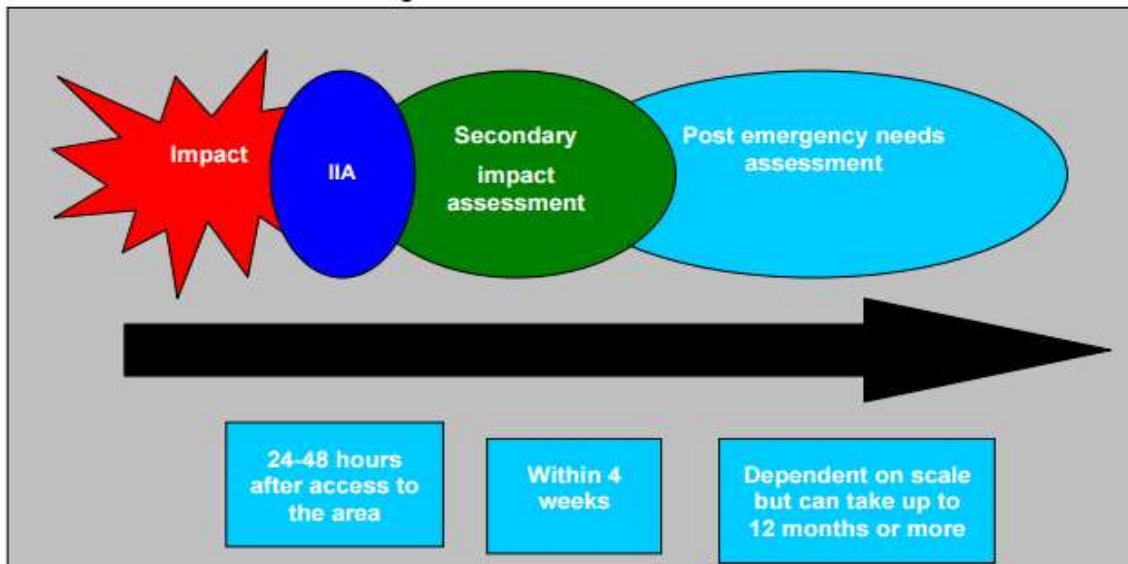 Impact
IIA
Secondary
impact
assessment
Post emergency needs
assessment
24-48 hours
after access to
the area
Within 4
weeks
Dependent on scale
but can take up to
12 months or more